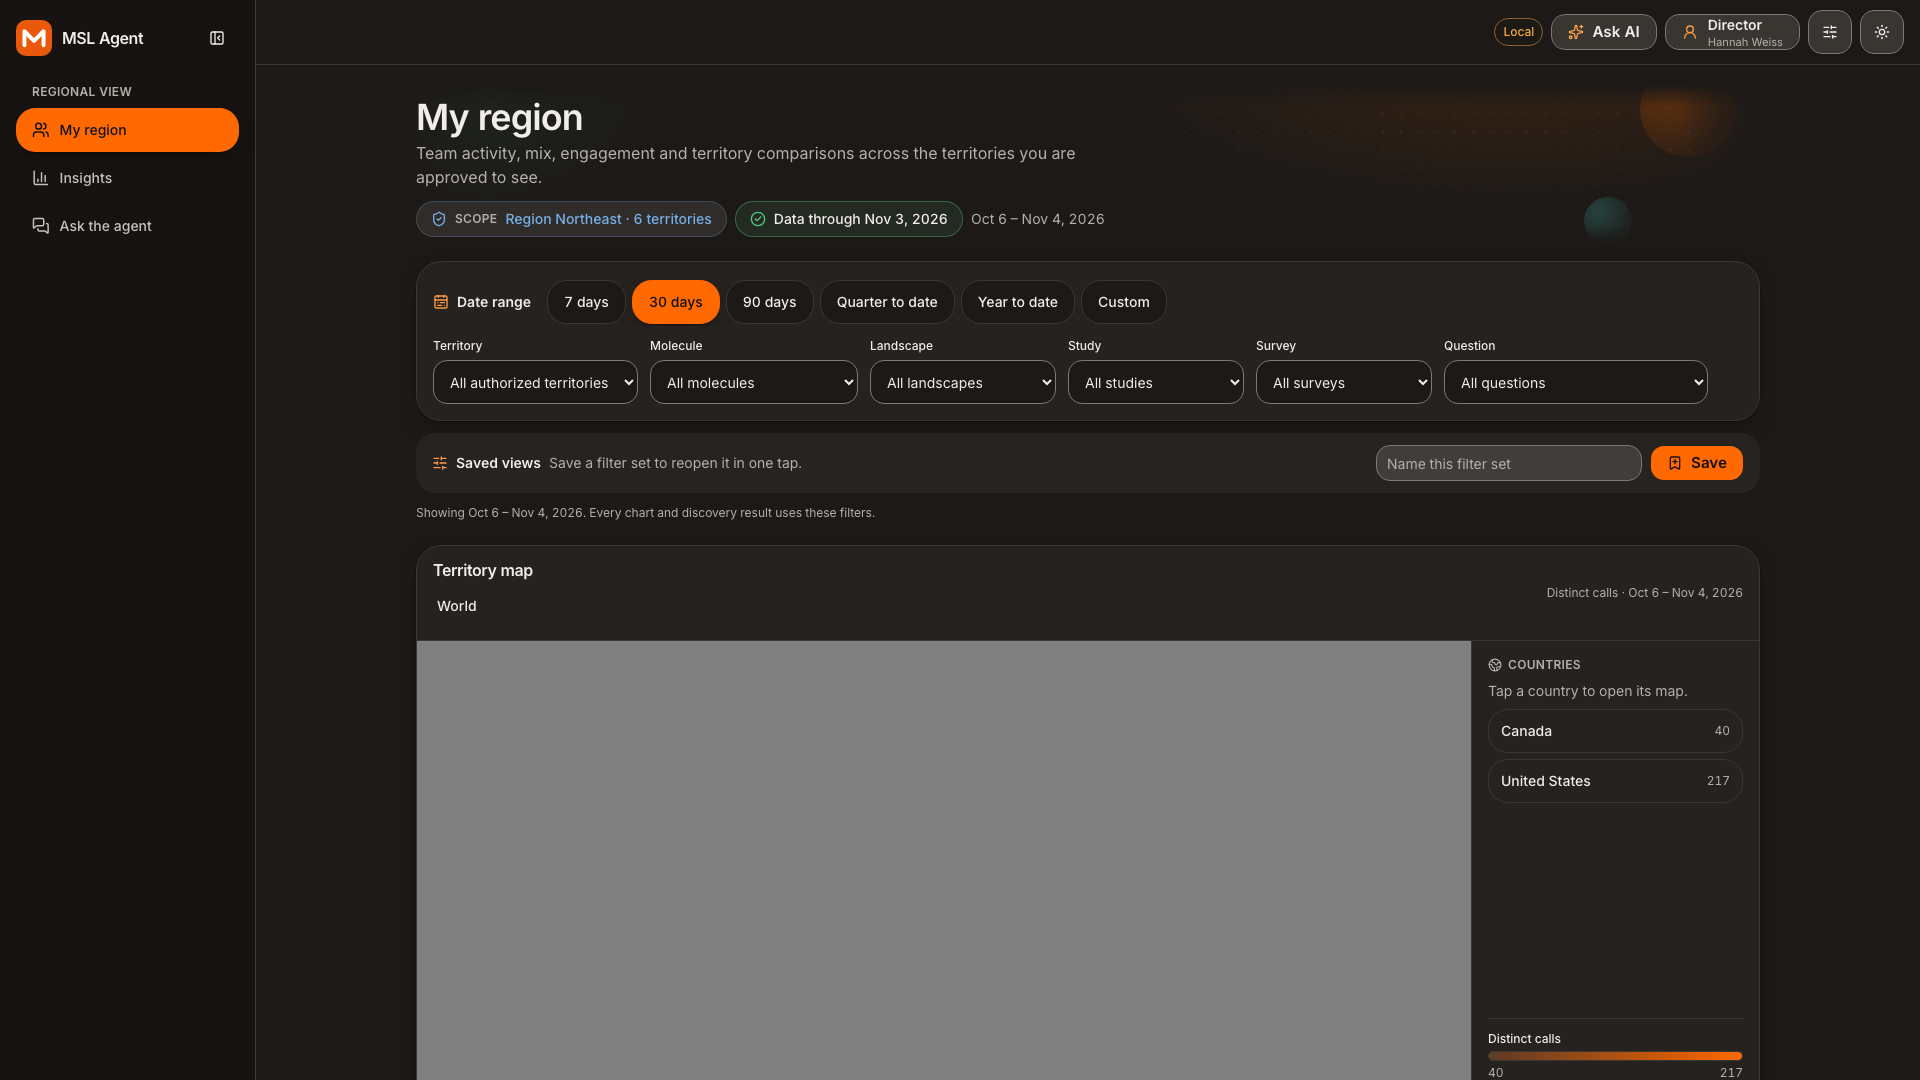 MSL Agent
REGIONAL VIEW
My region
Insights
Ask the agent
Local
Ask AI
Director
Hannah Weiss
My region
Team activity, mix, engagement and territory comparisons across the territories you are
approved to see.
SCOPE Region Northeast · 6 territories
Data through Nov 3, 2026
Oct 6 – Nov 4, 2026
Date range
7 days
30 days
90 days
Quarter to date
Year to date
Custom
Territory
Molecule
Landscape
Study
Survey
Question
All authorized territories
All molecules
All landscapes
All studies
All surveys
All questions
Saved views Save a filter set to reopen it in one tap.
Name this filter set
Save
Showing Oct 6 – Nov 4, 2026. Every chart and discovery result uses these filters.
Territory map
World
Distinct calls · Oct 6 – Nov 4, 2026
COUNTRIES
Tap a country to open its map.
Canada 40
United States 217
Distinct calls
40 217